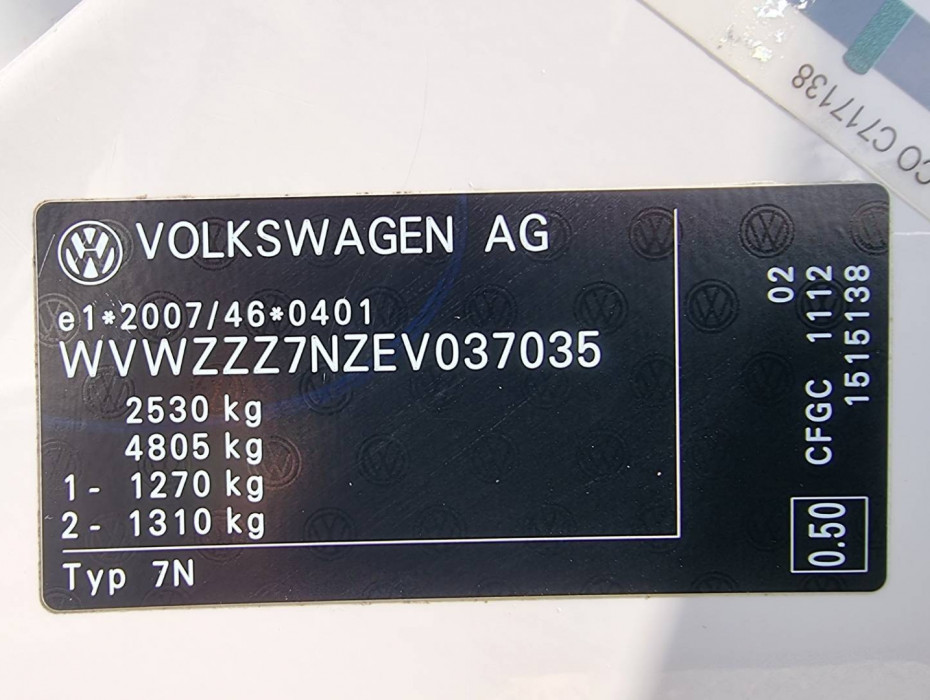 VOLKSWAGEN AG
e1*2007/46*0401
WVWZZZ7NZEV037035
2530 kg
4805 kg
1- 1270 kg
2- 1310 kg
Typ 7N
02
CFGC 1112
1515138
0.50
CO C717138